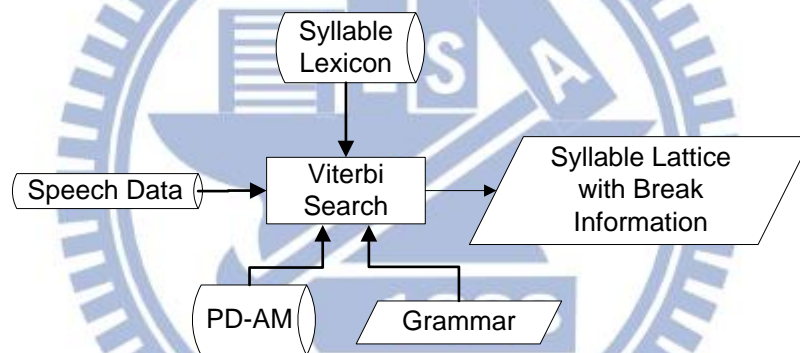 Syllable
Lexicon
Speech Data
Viterbi
Search
Syllable Lattice
with Break
Information
PD-AM
Grammar
S
A